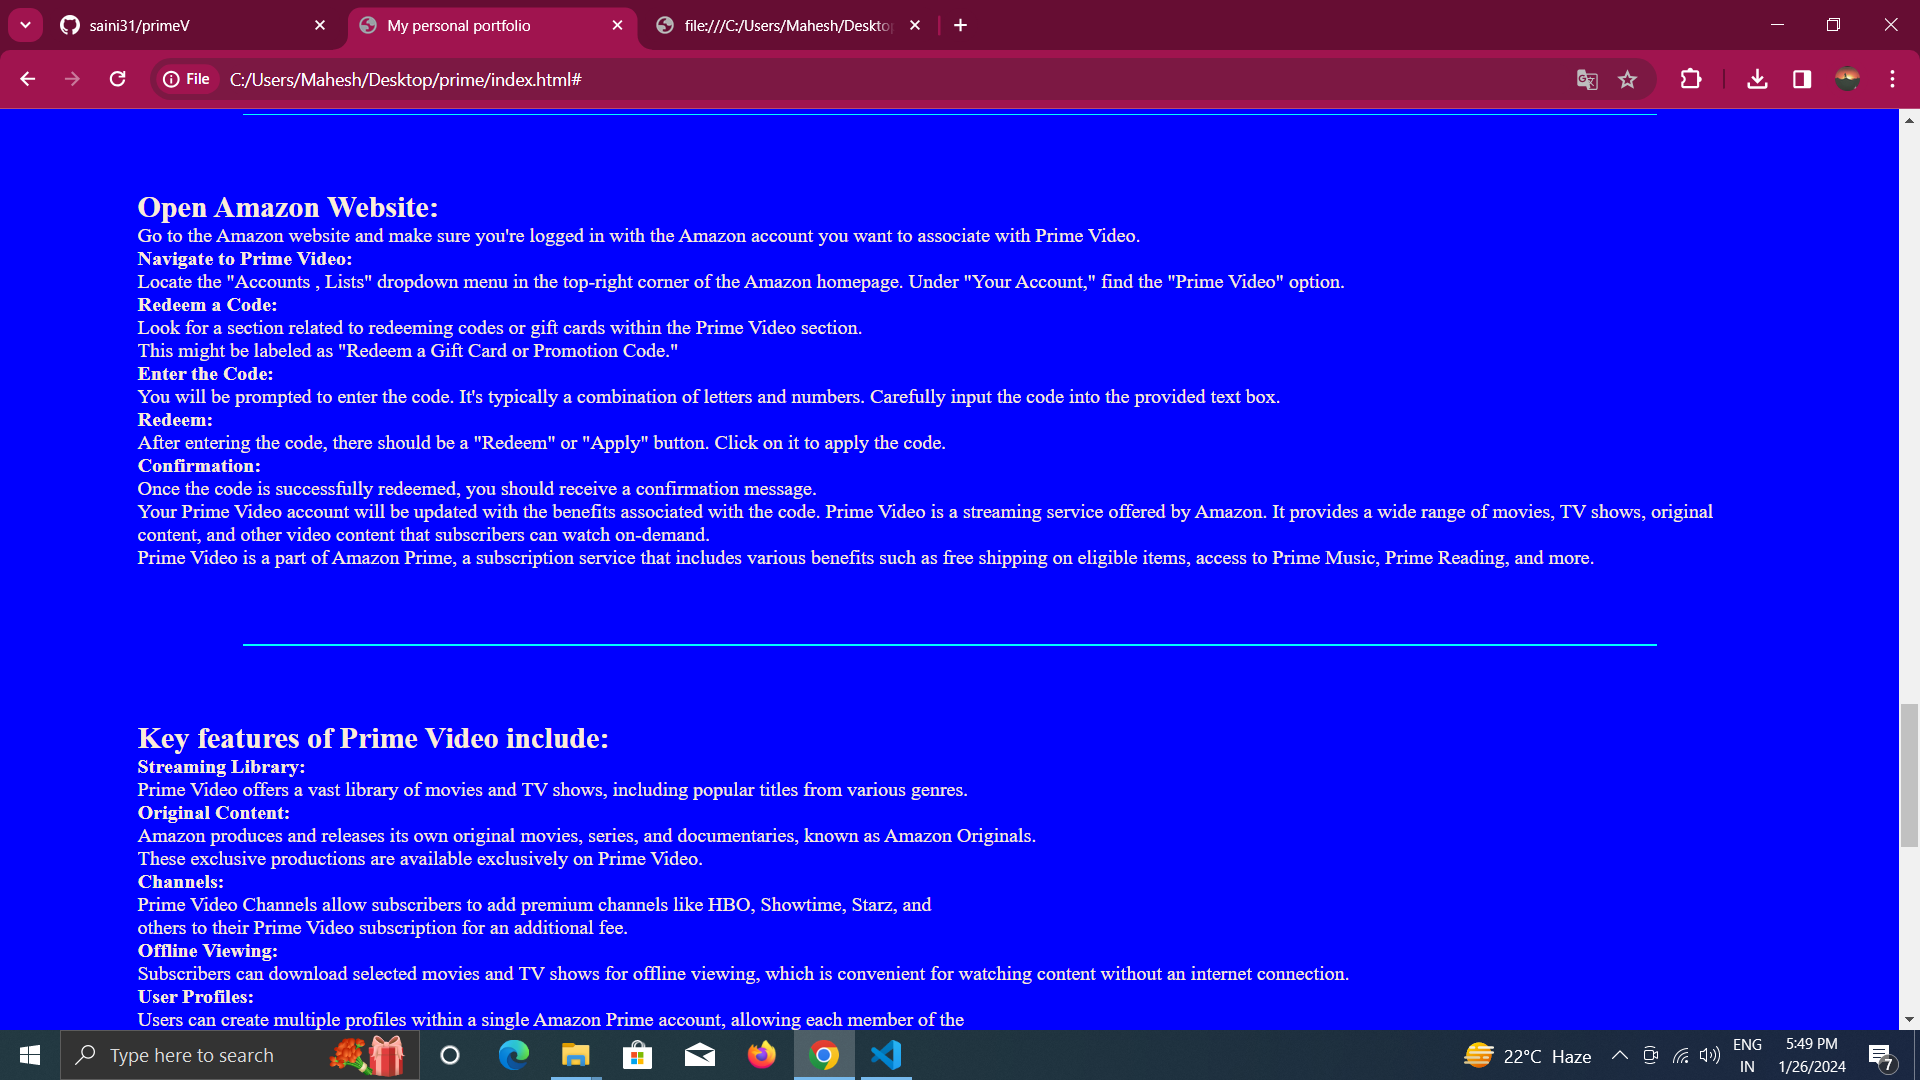 saini31/primeV
My personal portfolio
file:///C:/Users/Mahesh/Desktop
File
C:/Users/Mahesh/Desktop/prime/index.html#
Open Amazon Website:
Go to the Amazon website and make sure you're logged in with the Amazon account you want to associate with Prime Video.
Navigate to Prime Video:
Locate the "Accounts , Lists" dropdown menu in the top-right corner of the Amazon homepage. Under "Your Account," find the "Prime Video" option.
Redeem a Code:
Look for a section related to redeeming codes or gift cards within the Prime Video section.
This might be labeled as "Redeem a Gift Card or Promotion Code."
Enter the Code:
You will be prompted to enter the code. It's typically a combination of letters and numbers. Carefully input the code into the provided text box.
Redeem:
After entering the code, there should be a "Redeem" or "Apply" button. Click on it to apply the code.
Confirmation:
Once the code is successfully redeemed, you should receive a confirmation message.
Your Prime Video account will be updated with the benefits associated with the code. Prime Video is a streaming service offered by Amazon. It provides a wide range of movies, TV shows, original
content, and other video content that subscribers can watch on-demand.
Prime Video is a part of Amazon Prime, a subscription service that includes various benefits such as free shipping on eligible items, access to Prime Music, Prime Reading, and more.
Key features of Prime Video include:
Streaming Library:
Prime Video offers a vast library of movies and TV shows, including popular titles from various genres.
Original Content:
Amazon produces and releases its own original movies, series, and documentaries, known as Amazon Originals.
These exclusive productions are available exclusively on Prime Video.
Channels:
Prime Video Channels allow subscribers to add premium channels like HBO, Showtime, Starz, and
others to their Prime Video subscription for an additional fee.
Offline Viewing:
Subscribers can download selected movies and TV shows for offline viewing, which is convenient for watching content without an internet connection.
User Profiles:
Users can create multiple profiles within a single Amazon Prime account, allowing each member of the
Type here to search
22°C Haze
ENG
IN
5:49 PM
1/26/2024
7